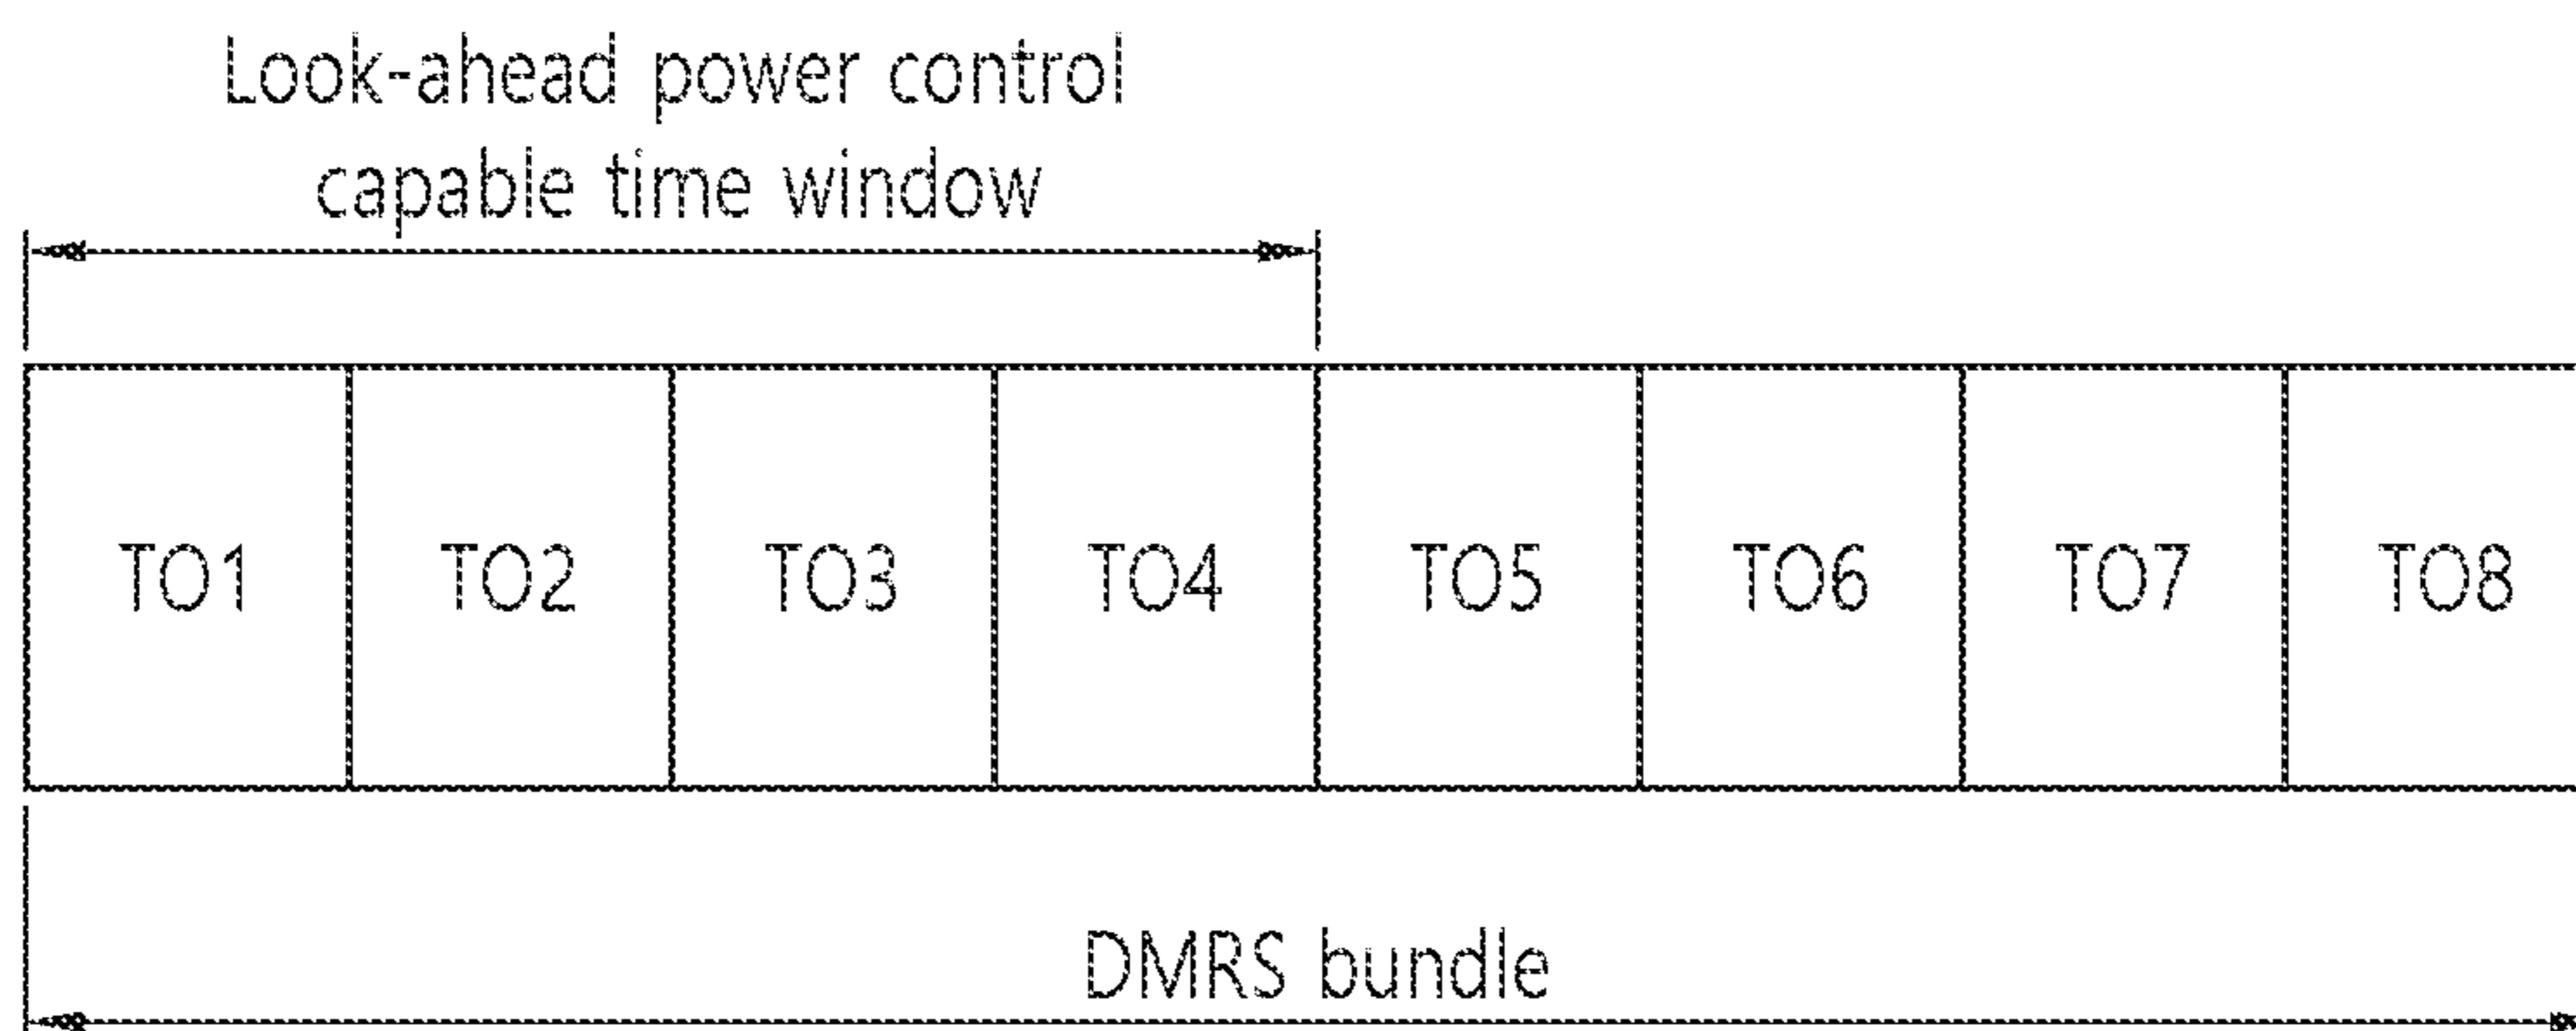 Look-ahead power control
capable time window
TO1 TO2 TO3 TO4 TO5 TO6 TO7 TO8
DMRS bundle